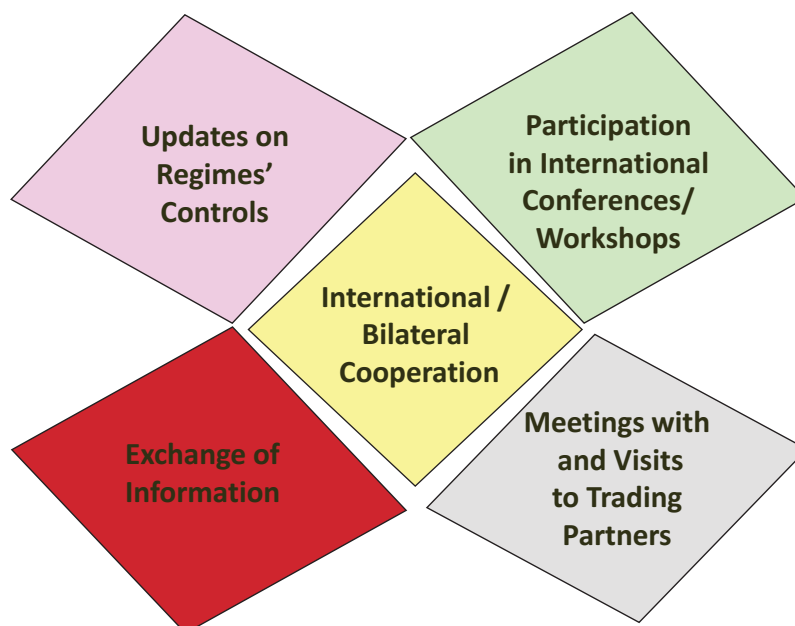 Updates on
Regimes’
Controls
Participation
in International
Conferences/
Workshops
International /
Bilateral
Cooperation
Exchange of
Information
Meetings with
and Visits
to Trading
Partners